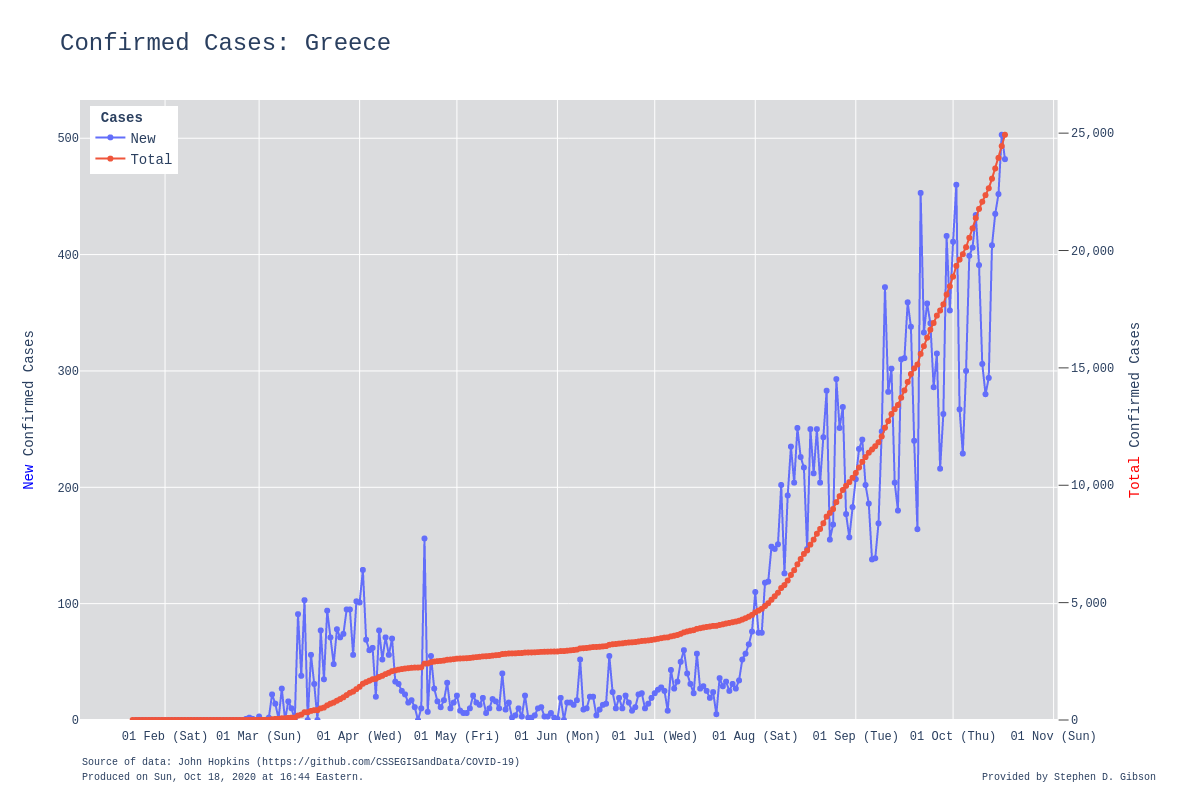 Confirmed Cases: Greece
Cases
New
Total
500
400
300
200
100
0
New Confirmed Cases
25,000
20,000
15,000
10,000
5,000
0
Total Confirmed Cases
01 Feb (Sat) 01 Mar (Sun) 01 Apr (Wed) 01 May (Fri) 01 Jun (Mon) 01 Jul (Wed) 01 Aug (Sat) 01 Sep (Tue) 01 Oct (Thu) 01 Nov (Sun)
Source of data: John Hopkins (https://github.com/CSSEGISandData/COVID-19)
Produced on Sun, Oct 18, 2020 at 16:44 Eastern.
Provided by Stephen D. Gibson